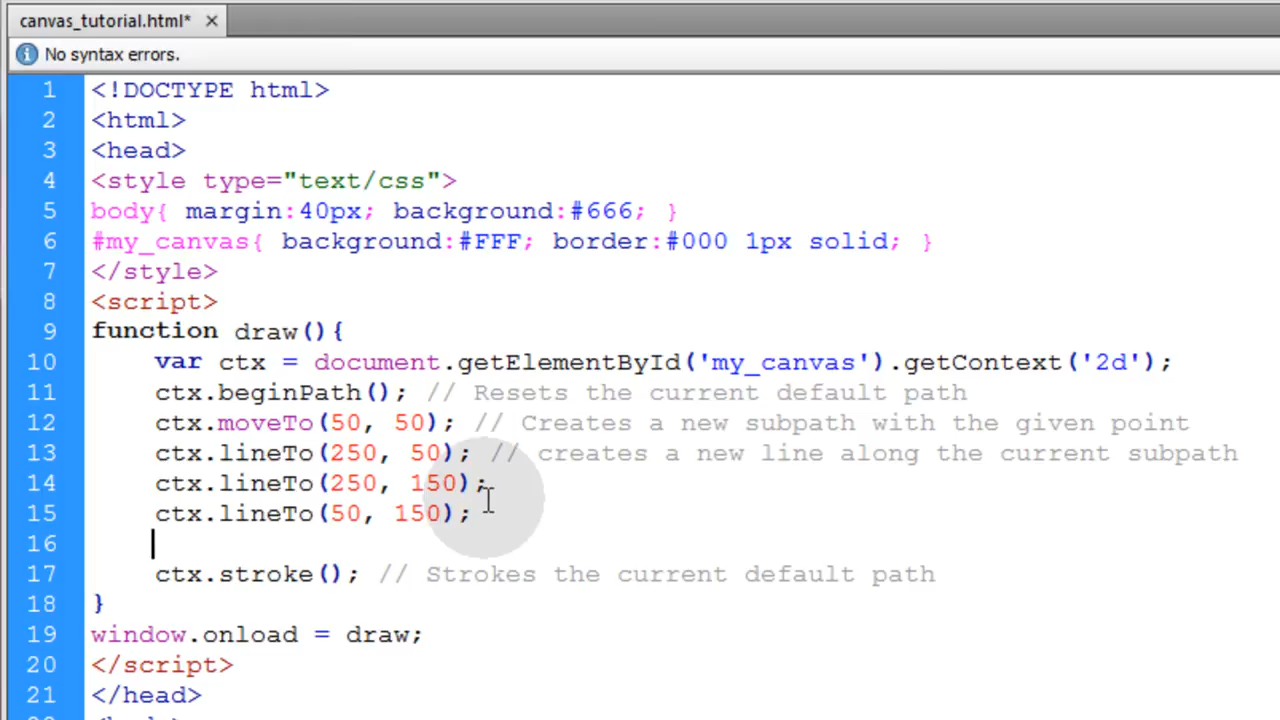 canvas_tutorial.html* ×
No syntax errors.
1 <!DOCTYPE html>
2 <html>
3 <head>
4 <style type="text/css">
5 body{ margin:40px; background:#666; }
6 #my_canvas{ background:#FFF; border:#000 1px solid; }
7 </style>
8 <script>
9 function draw(){
10 var ctx = document.getElementById('my_canvas').getContext('2d');
11 ctx.beginPath(); // Resets the current default path
12 ctx.moveTo(50, 50); // Creates a new subpath with the given point
13 ctx.lineTo(250, 50); // creates a new line along the current subpath
14 ctx.lineTo(250, 150);
15 ctx.lineTo(50, 150);
16
17 ctx.stroke(); // Strokes the current default path
18 }
19 window.onload = draw;
20 </script>
21 </head>